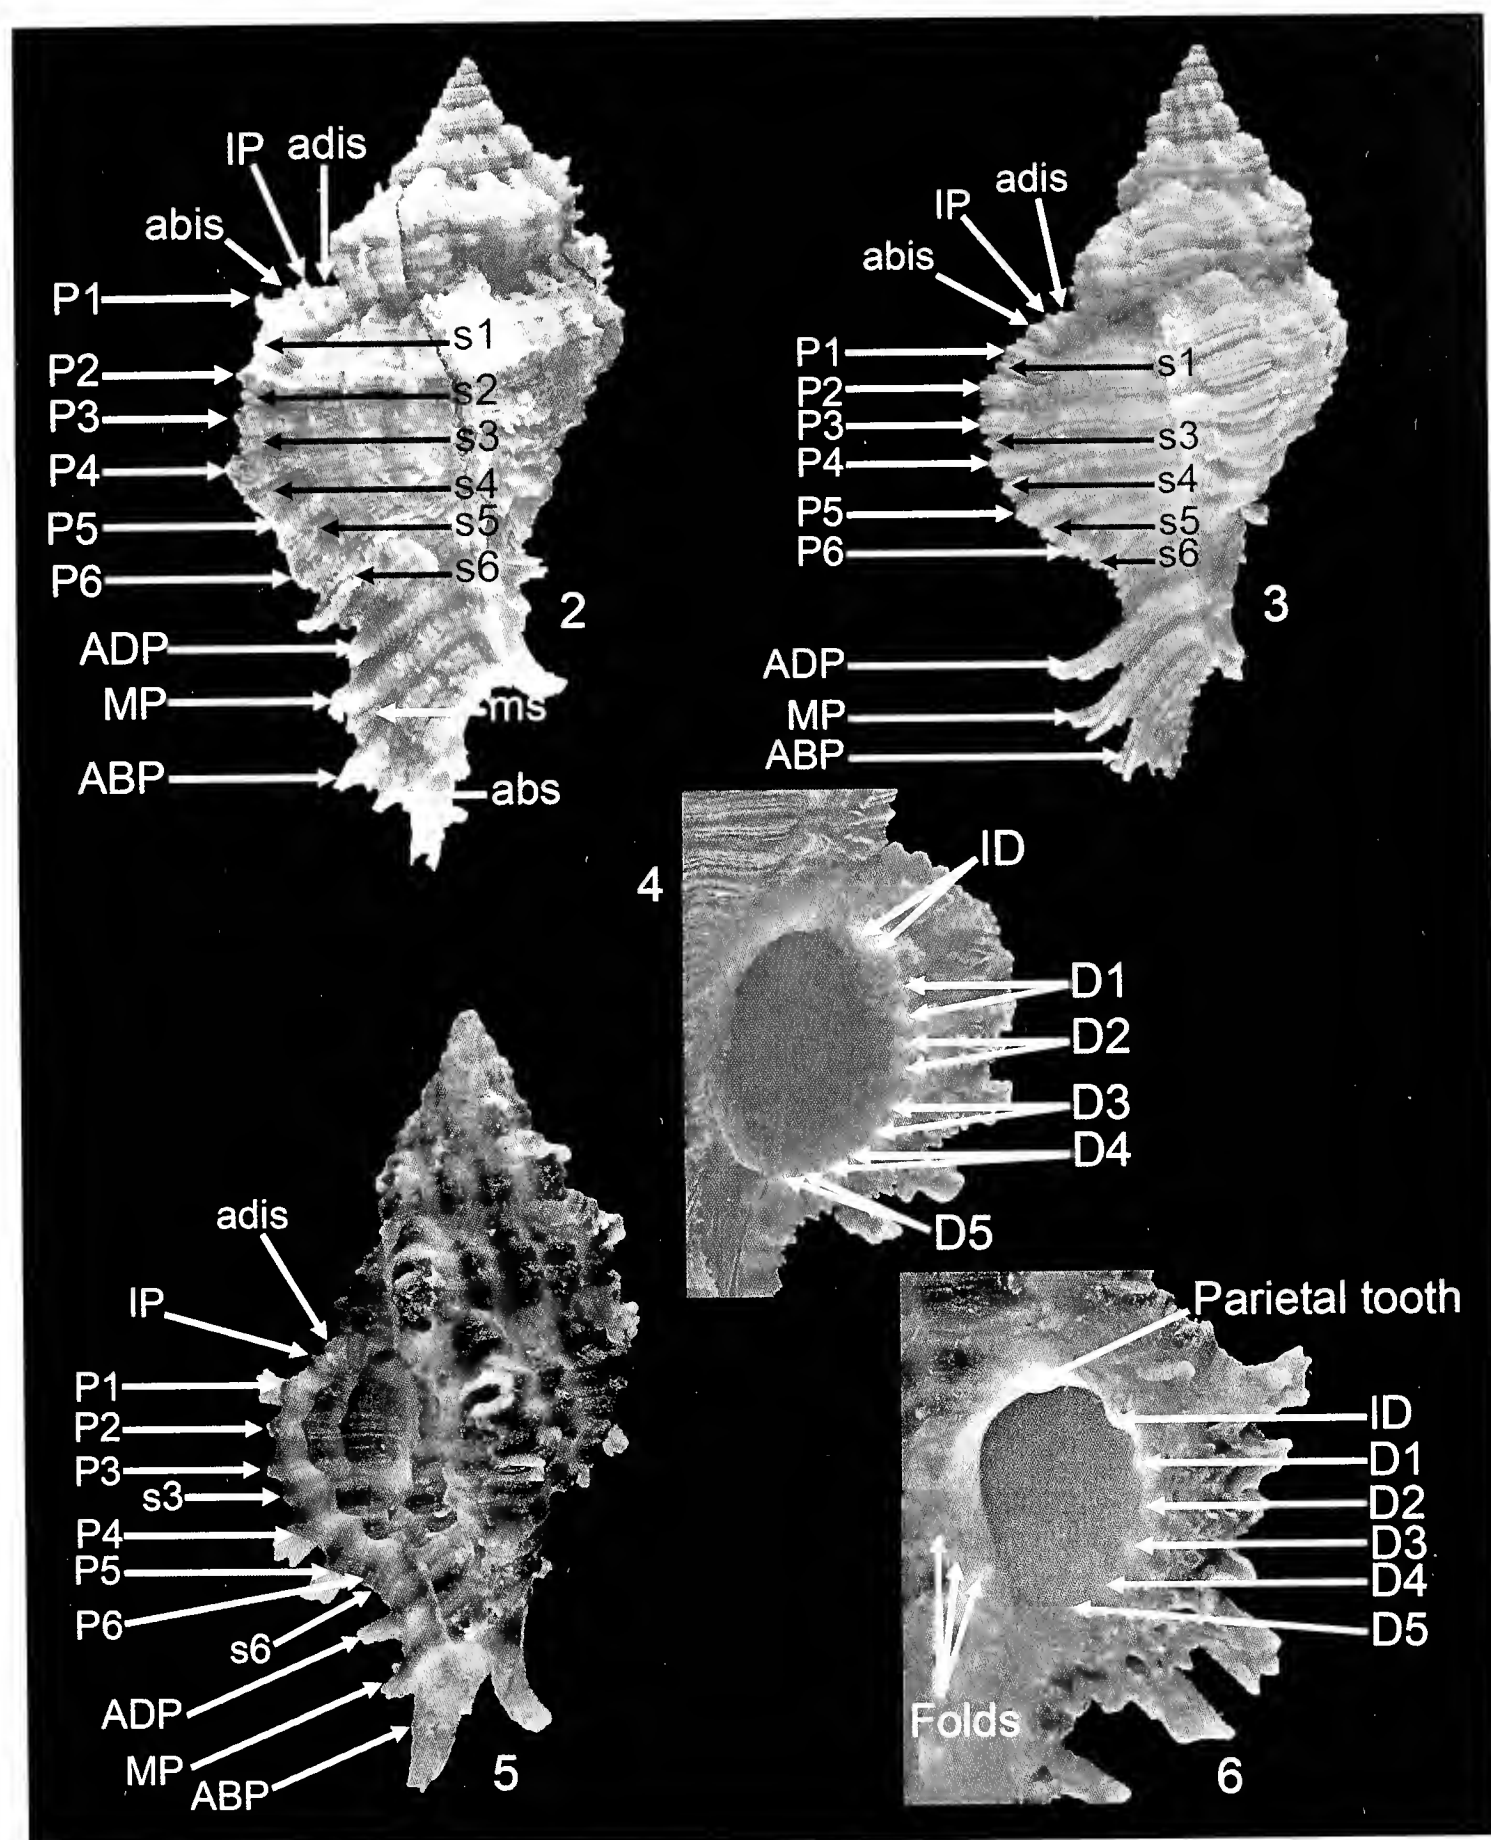 IP adis
abis
P1
s1
P2
s2
P3
s3
P4
s4
P5
s5
P6
s6
2
ADP
MP
ms
ABP
abs
adis
IP
abis
P1
s1
P2
P3
s3
P4
s4
P5
s5
P6
s6
3
ADP
MP
ABP
4
ID
D1
D2
D3
D4
D5
adis
IP
P1
P2
P3
s3
P4
P5
P6
s6
ADP
MP
ABP
5
Parietal tooth
ID
D1
D2
D3
D4
D5
Folds
6